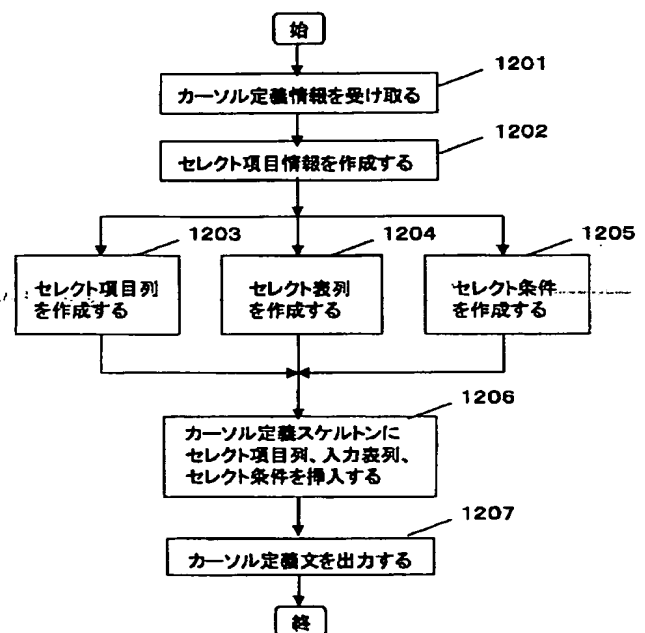 始
1201
カーソル定義情報を受け取る
1202
セレクト項目情報を作成する
1203
1204
1205
セレクト項目列
を作成する
セレクト表列
を作成する
セレクト条件
を作成する
1206
カーソル定義スケルトンに
セレクト項目列、入力表列、
セレクト条件を挿入する
1207
カーソル定義文を出力する
終